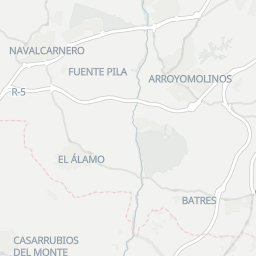 NAVALCARNERO
FUENTE PILA
ARROYOMOLINOS
R-5
EL ÁLAMO
BATRES
CASARRUBIOS
DEL MONTE